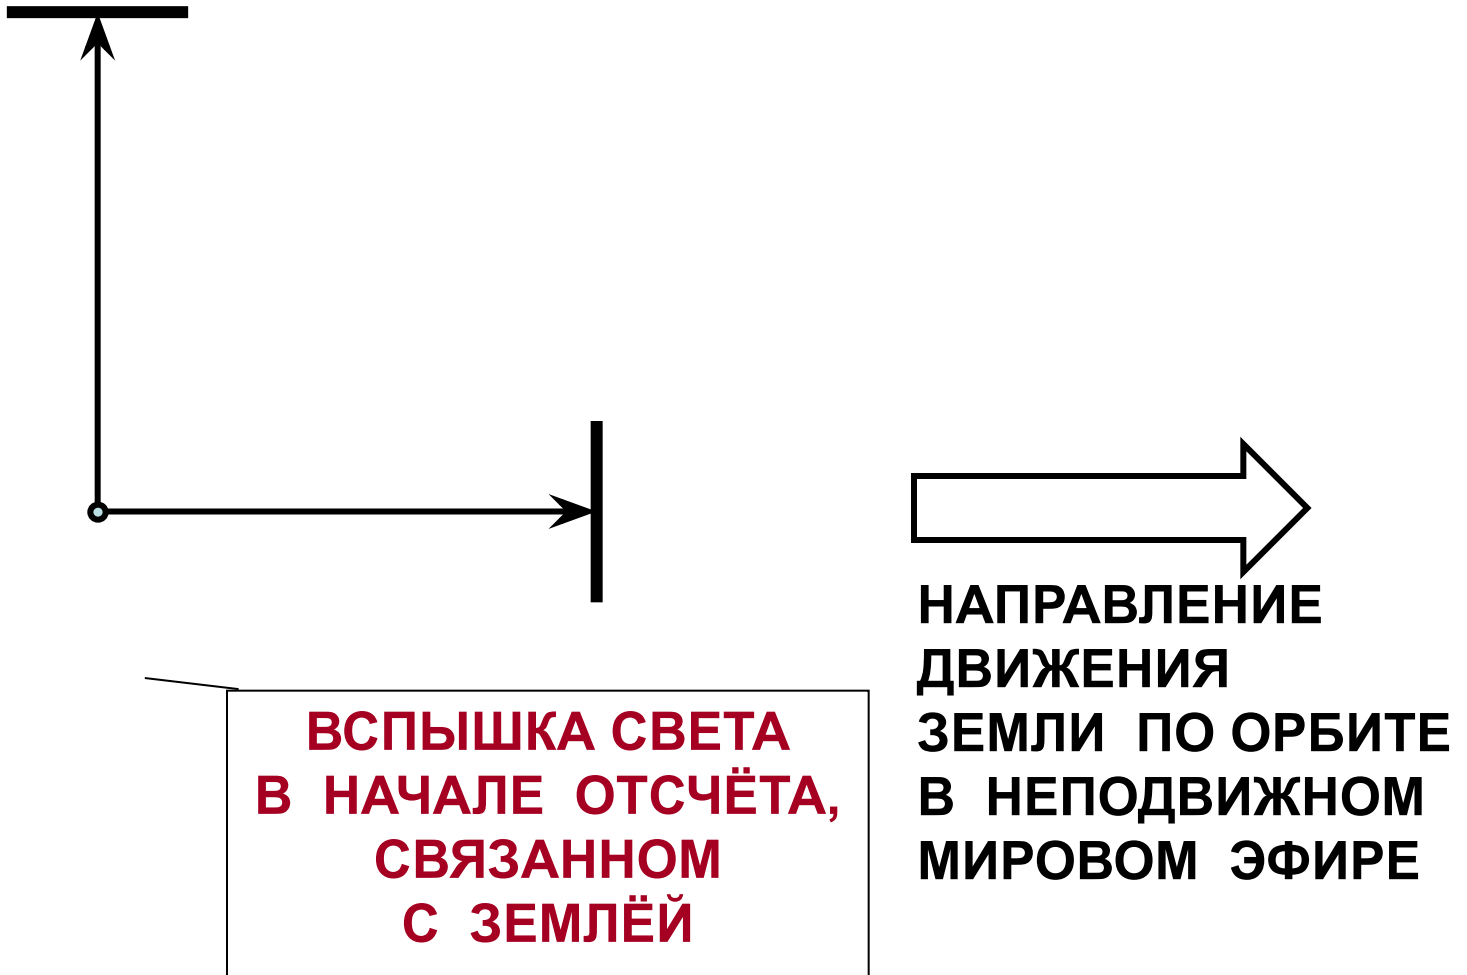 НАПРАВЛЕНИЕ
ДВИЖЕНИЯ
ЗЕМЛИ ПО ОРБИТЕ
В НЕПОДВИЖНОМ
МИРОВОМ ЭФИРЕ
ВСПЫШКА СВЕТА
В НАЧАЛЕ ОТСЧЁТА,
СВЯЗАННОМ
С ЗЕМЛЁЙ